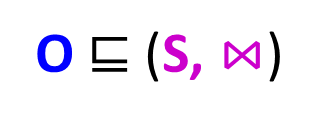 O ⊑ (S, ⋈)